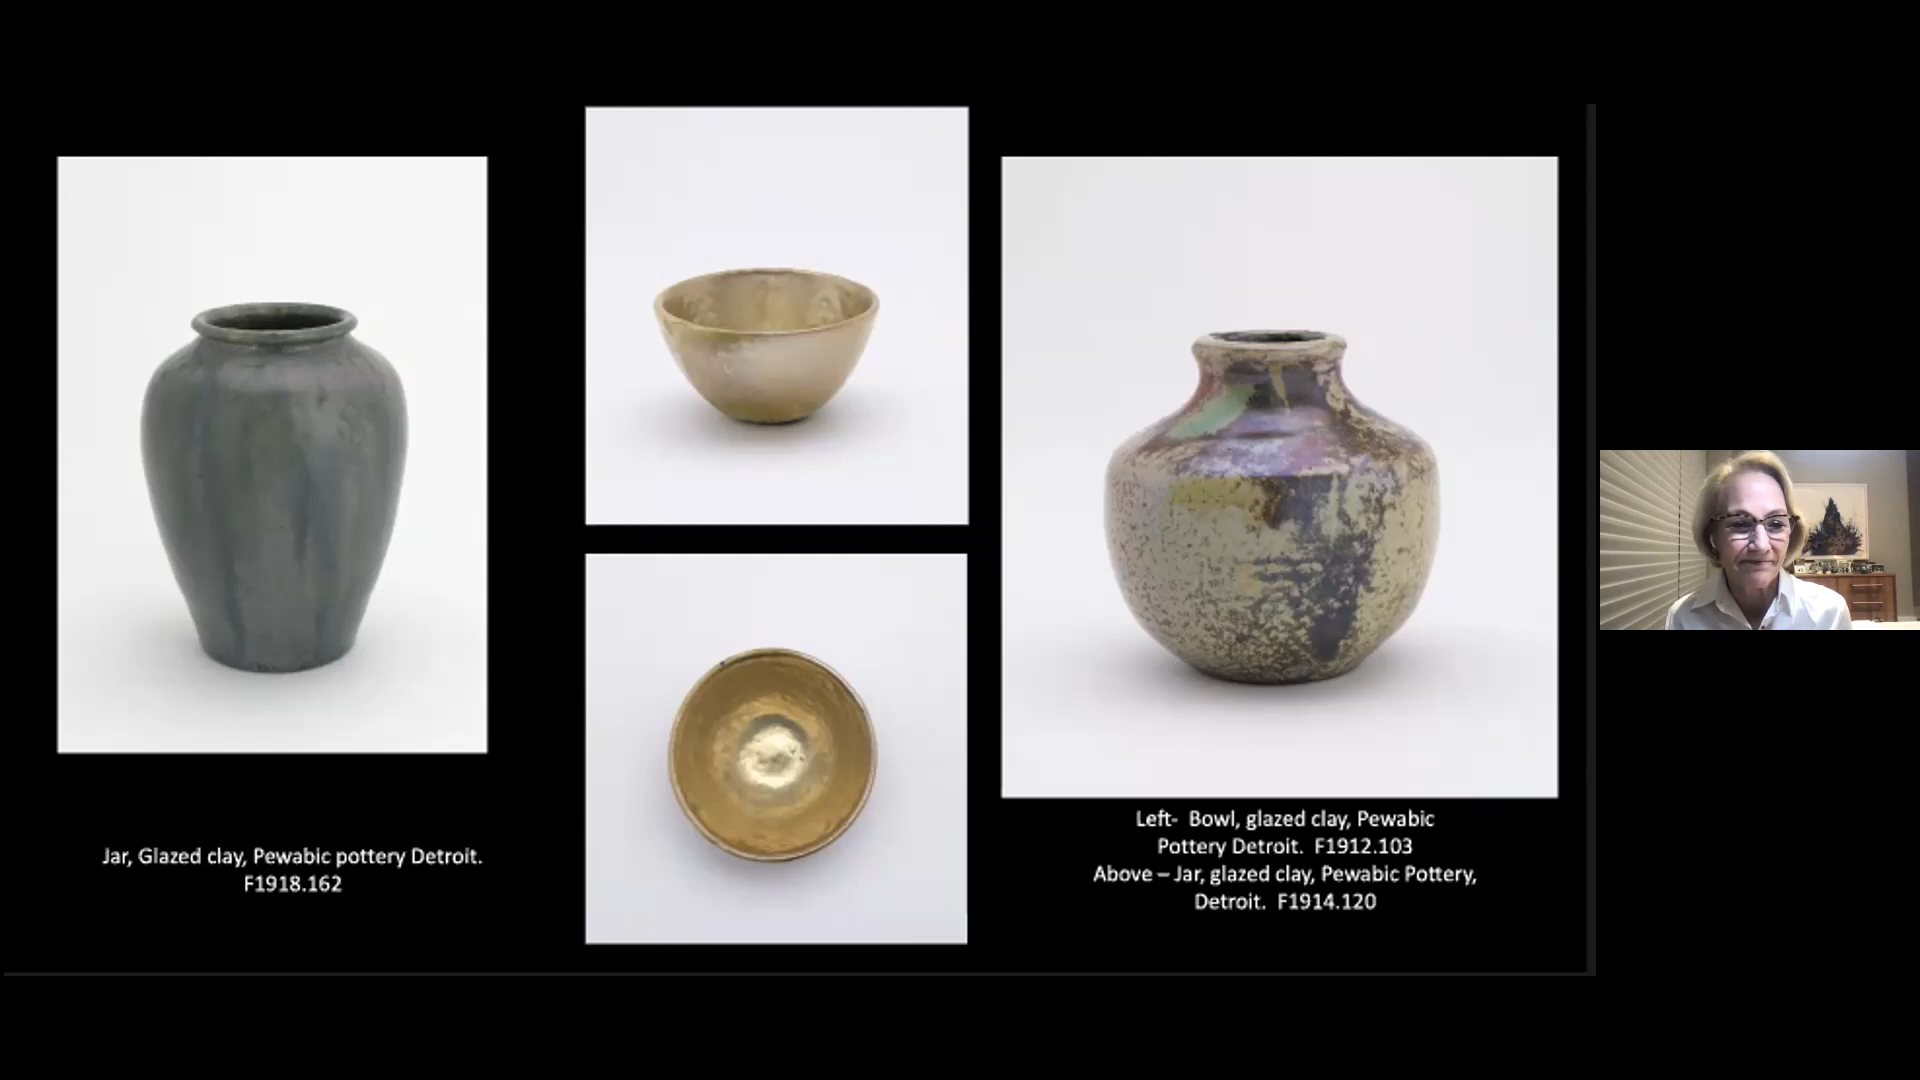 Jar, Glazed clay, Pewabic pottery Detroit.
F1918.162
Left-  Bowl, glazed clay, Pewabic
Pottery Detroit.  F1912.103
Above – Jar, glazed clay, Pewabic Pottery,
Detroit.  F1914.120